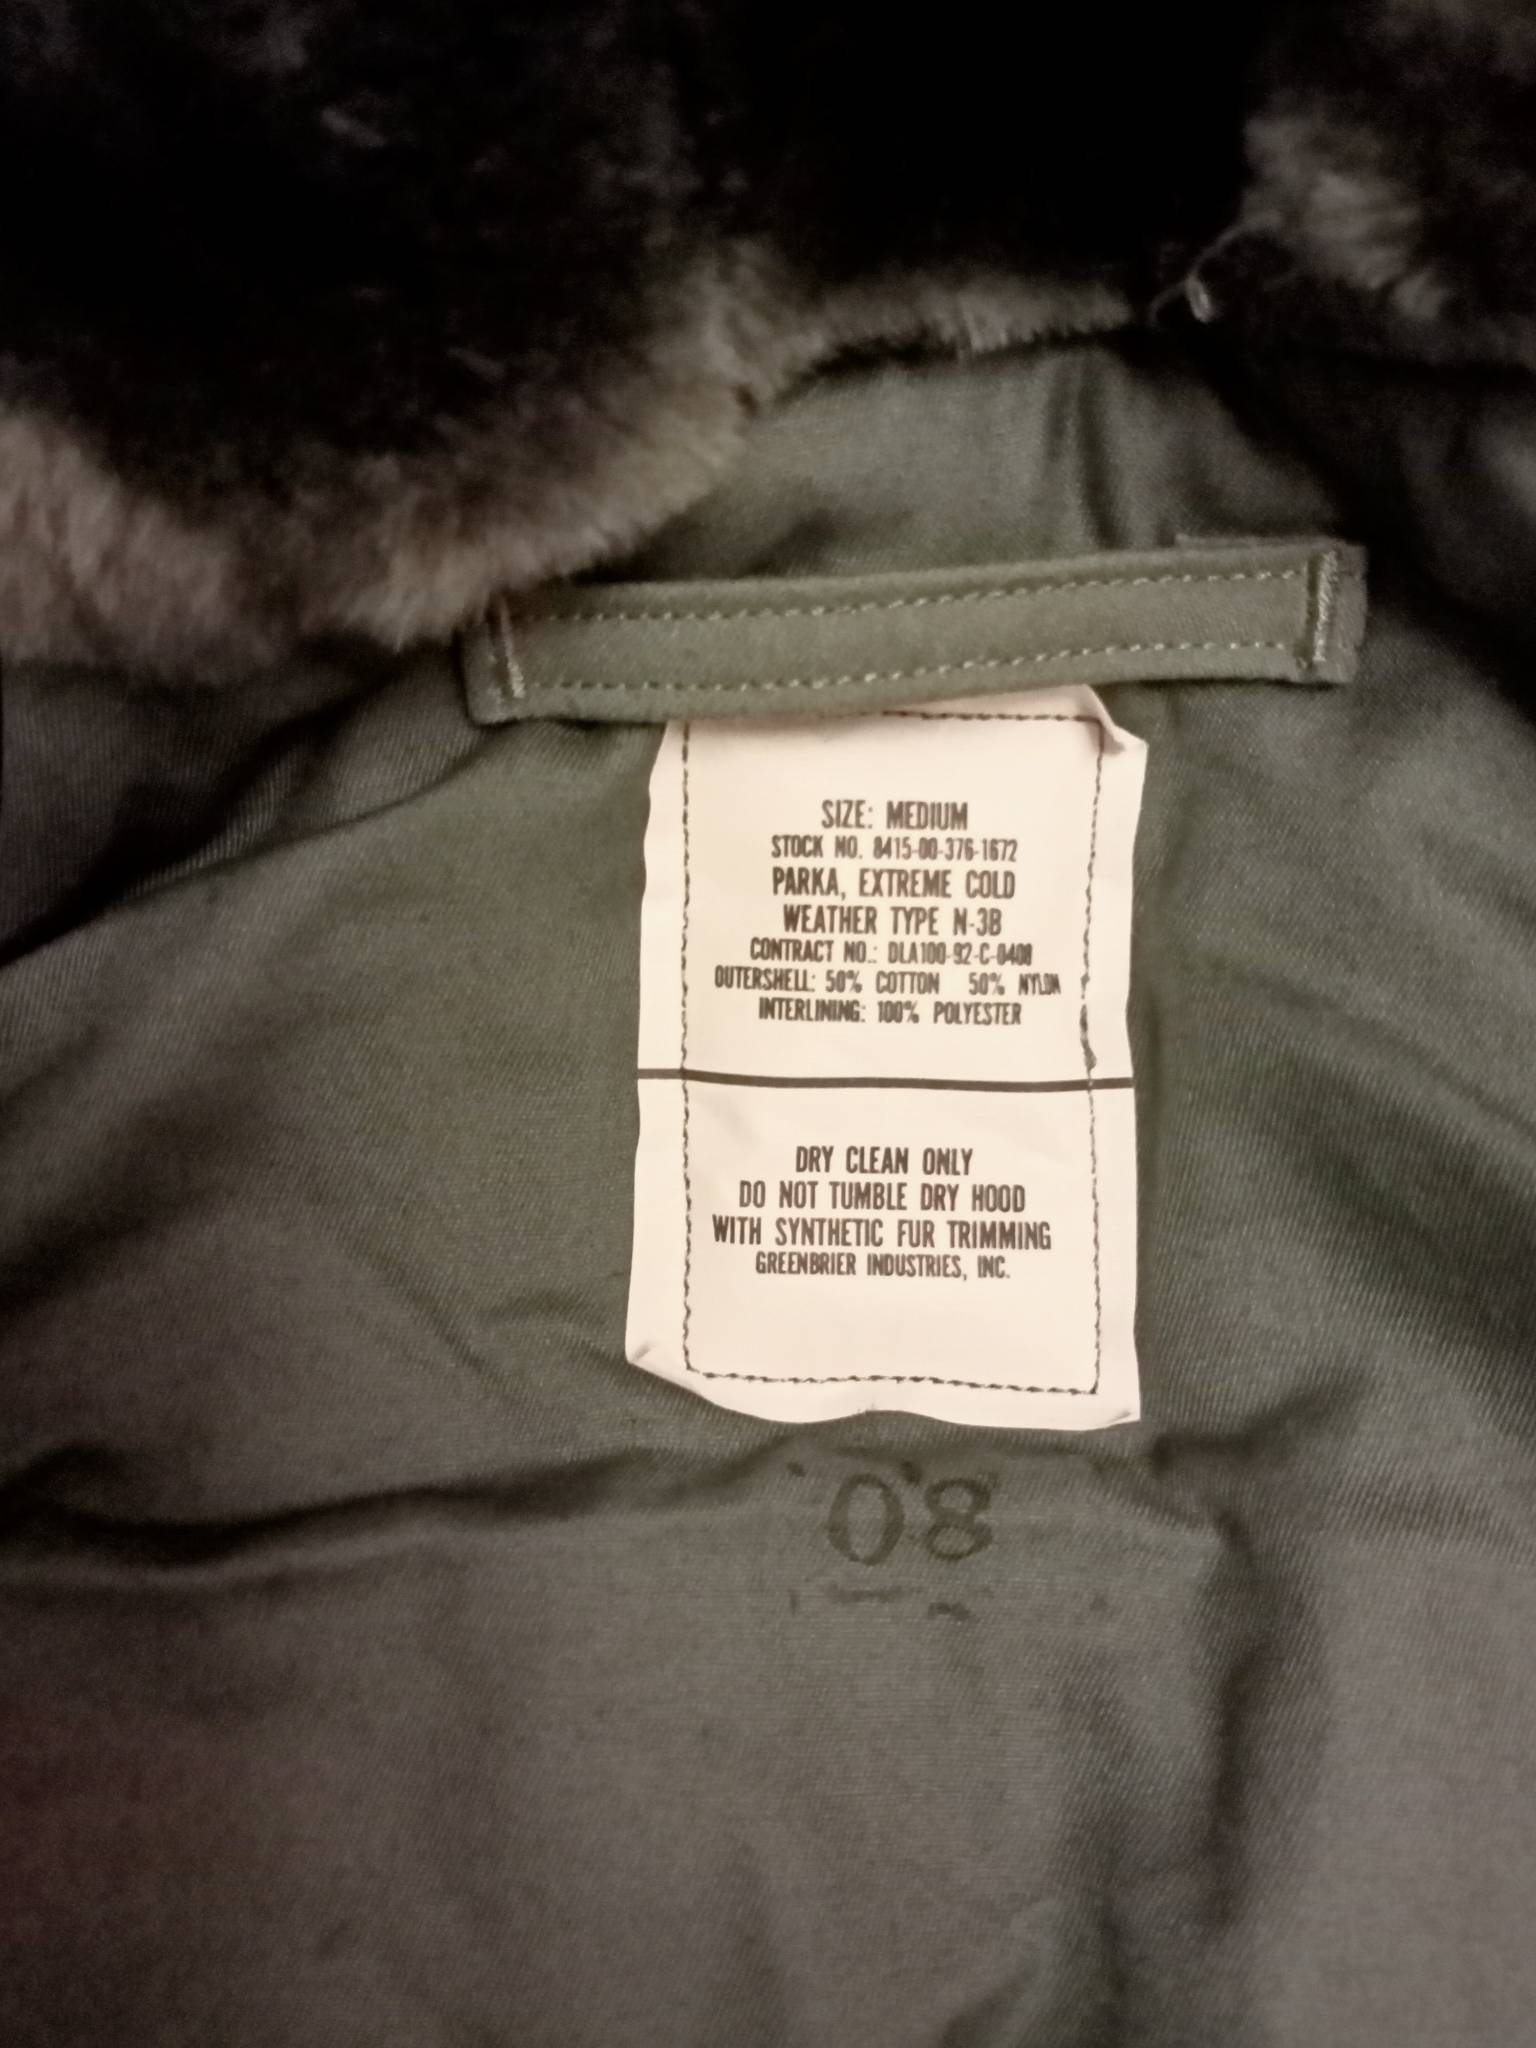 SIZE: MEDIUM
STOCK NO. 8415-00-376-1672
PARKA, EXTREME COLD
WEATHER TYPE N-3B
CONTRACT NO.: DLA100-92-C-0408
OUTERSHELL: 50% COTTON 50% NYLON
INTERLINING: 100% POLYESTER
DRY CLEAN ONLY
DO NOT TUMBLE DRY HOOD
WITH SYNTHETIC FUR TRIMMING
GREENBRIER INDUSTRIES, INC.
08